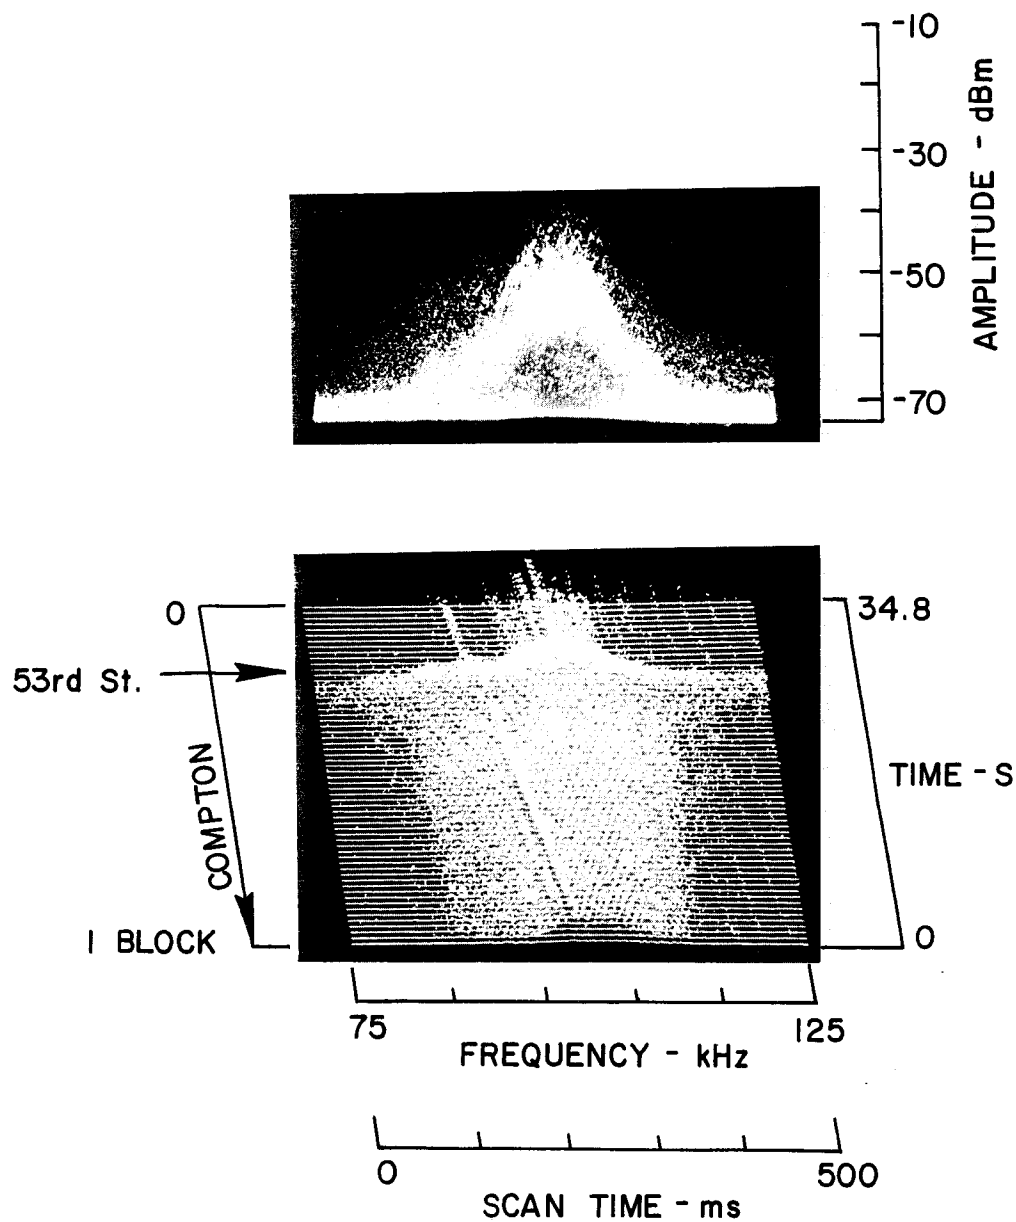 -10
-30
-50
-70
AMPLITUDE - dBm
0
34.8
53rd St.
COMPTON
TIME - S
1 BLOCK
0
75
125
FREQUENCY - kHz
0
500
SCAN TIME - ms